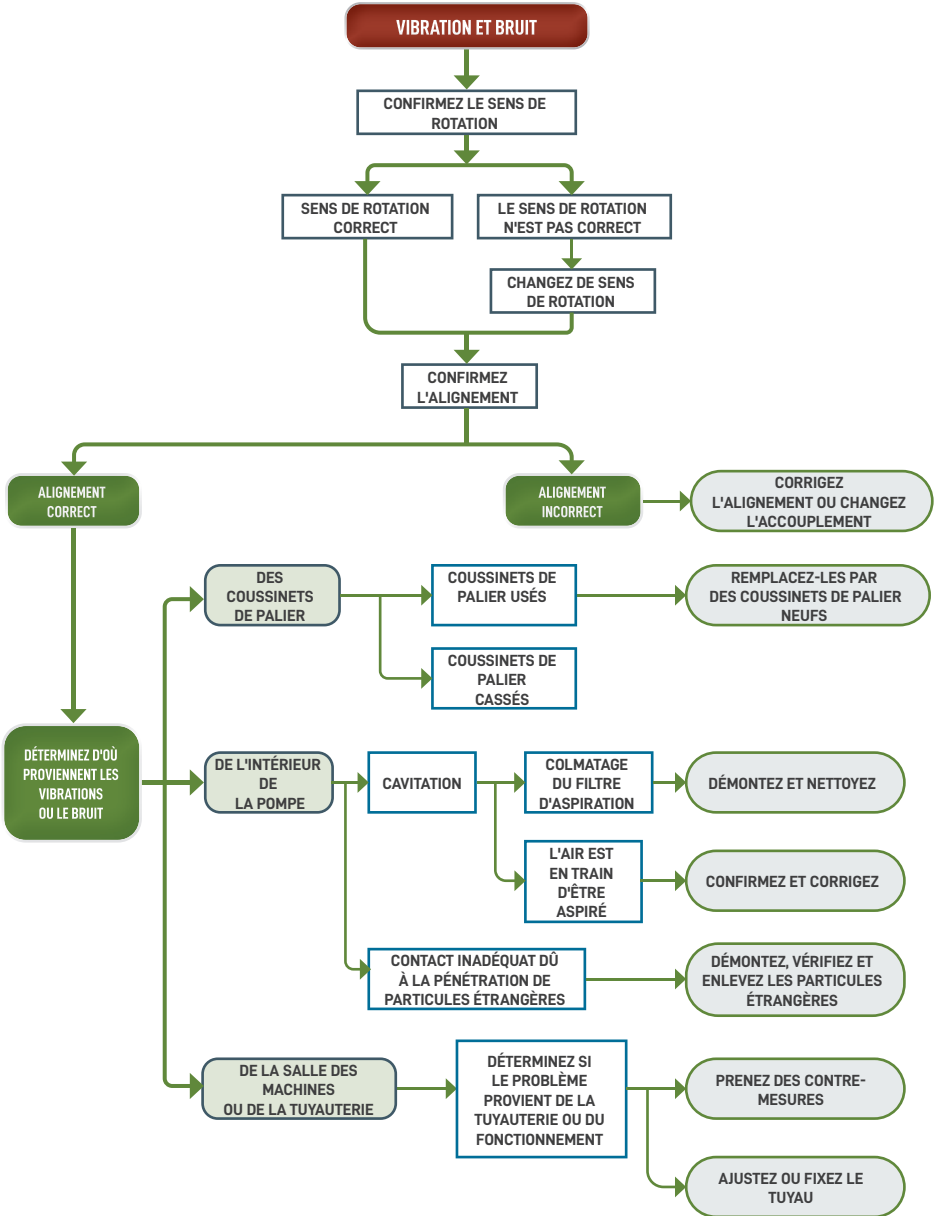 VIBRATION ET BRUIT
CONFIRMEZ LE SENS DE
ROTATION
SENS DE ROTATION
CORRECT
LE SENS DE ROTATION
N'EST PAS CORRECT
CHANGEZ DE SENS
DE ROTATION
CONFIRMEZ
L'ALIGNEMENT
ALIGNEMENT
CORRECT
ALIGNEMENT
INCORRECT
CORRIGEZ
L'ALIGNEMENT OU CHANGEZ
L'ACCOUPLEMENT
DES
COUSSINETS
DE PALIER
COUSSINETS DE
PALIER USÉS
REMPLACEZ-LES PAR
DES COUSSINETS DE PALIER
NEUFS
COUSSINETS DE
PALIER
CASSÉS
DÉTERMINEZ D'OÙ
PROVIENNENT LES
VIBRATIONS
OU LE BRUIT
DE L'INTÉRIEUR
DE
LA POMPE
CAVITATION
COLMATAGE
DU FILTRE
D'ASPIRATION
DÉMONTEZ ET NETTOYEZ
L'AIR EST
EN TRAIN
D'ÊTRE
ASPIRÉ
CONFIRMEZ ET CORRIGEZ
CONTACT INADÉQUAT DÛ
À LA PÉNÉTRATION DE
PARTICULES ÉTRANGÈRES
DÉMONTEZ, VÉRIFIEZ ET
ENLEVEZ LES PARTICULES
ÉTRANGÈRES
DE LA SALLE DES
MACHINES
OU DE LA TUYAUTERIE
DÉTERMINEZ SI
LE PROBLÈME
PROVIENT DE LA
TUYAUTERIE OU DU
FONCTIONNEMENT
PRENEZ DES CONTRE-
MESURES
AJUSTEZ OU FIXEZ LE
TUYAU